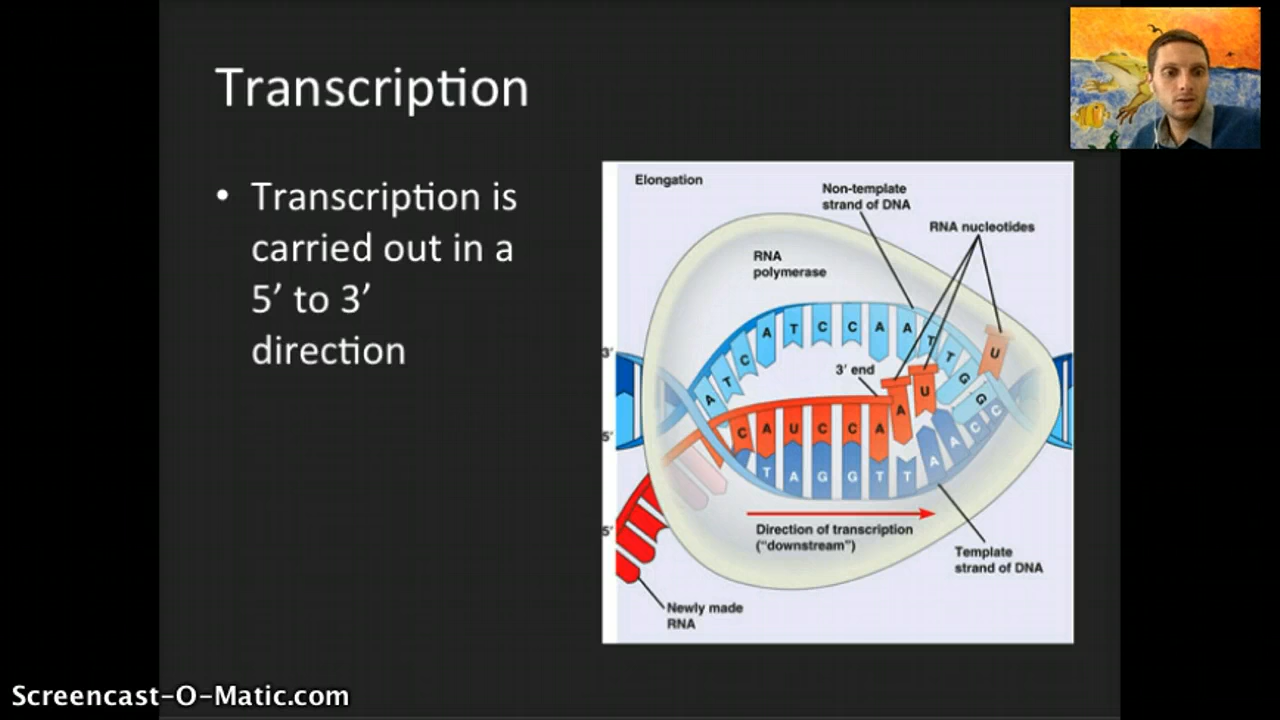 Transcription
• Transcription is
carried out in a
5’ to 3’
direction
Elongation
Non-template
strand of DNA
RNA nucleotides
RNA
polymerase
A T C A T C C A A T T G G
U
3' end
3'
5'
C A U C C A A U
T A G G T T A A C C
5'
Direction of transcription
("downstream")
Template
strand of DNA
Newly made
RNA
Screencast-O-Matic.com